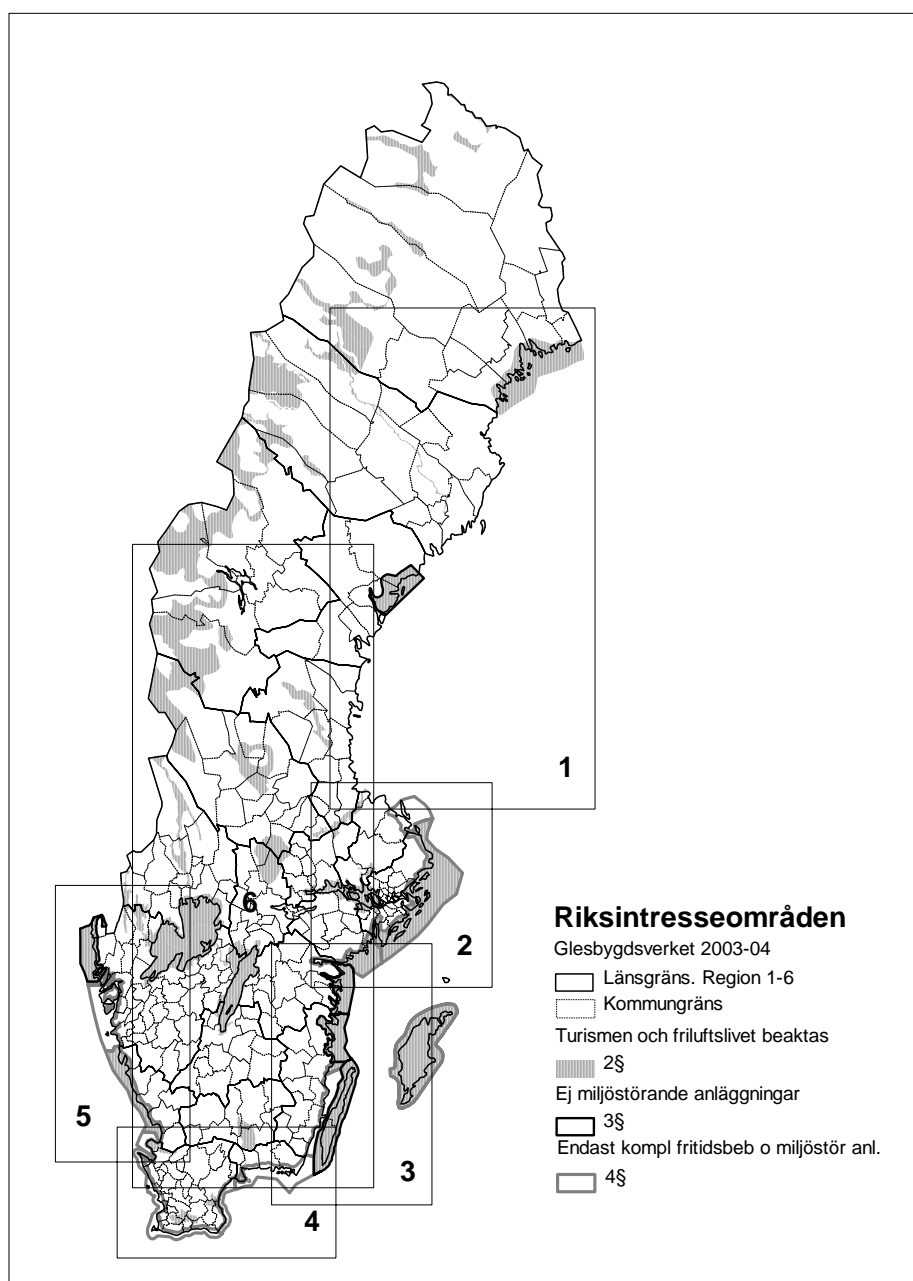 1
6
2
5
3
4
Riksintresseområden
Glesbygdsverket 2003-04
Länsgräns. Region 1-6
Kommungräns
Turismen och friluftslivet beaktas
2§
Ej miljöstörande anläggningar
3§
Endast kompl fritidsbeb o miljöstör anl.
4§